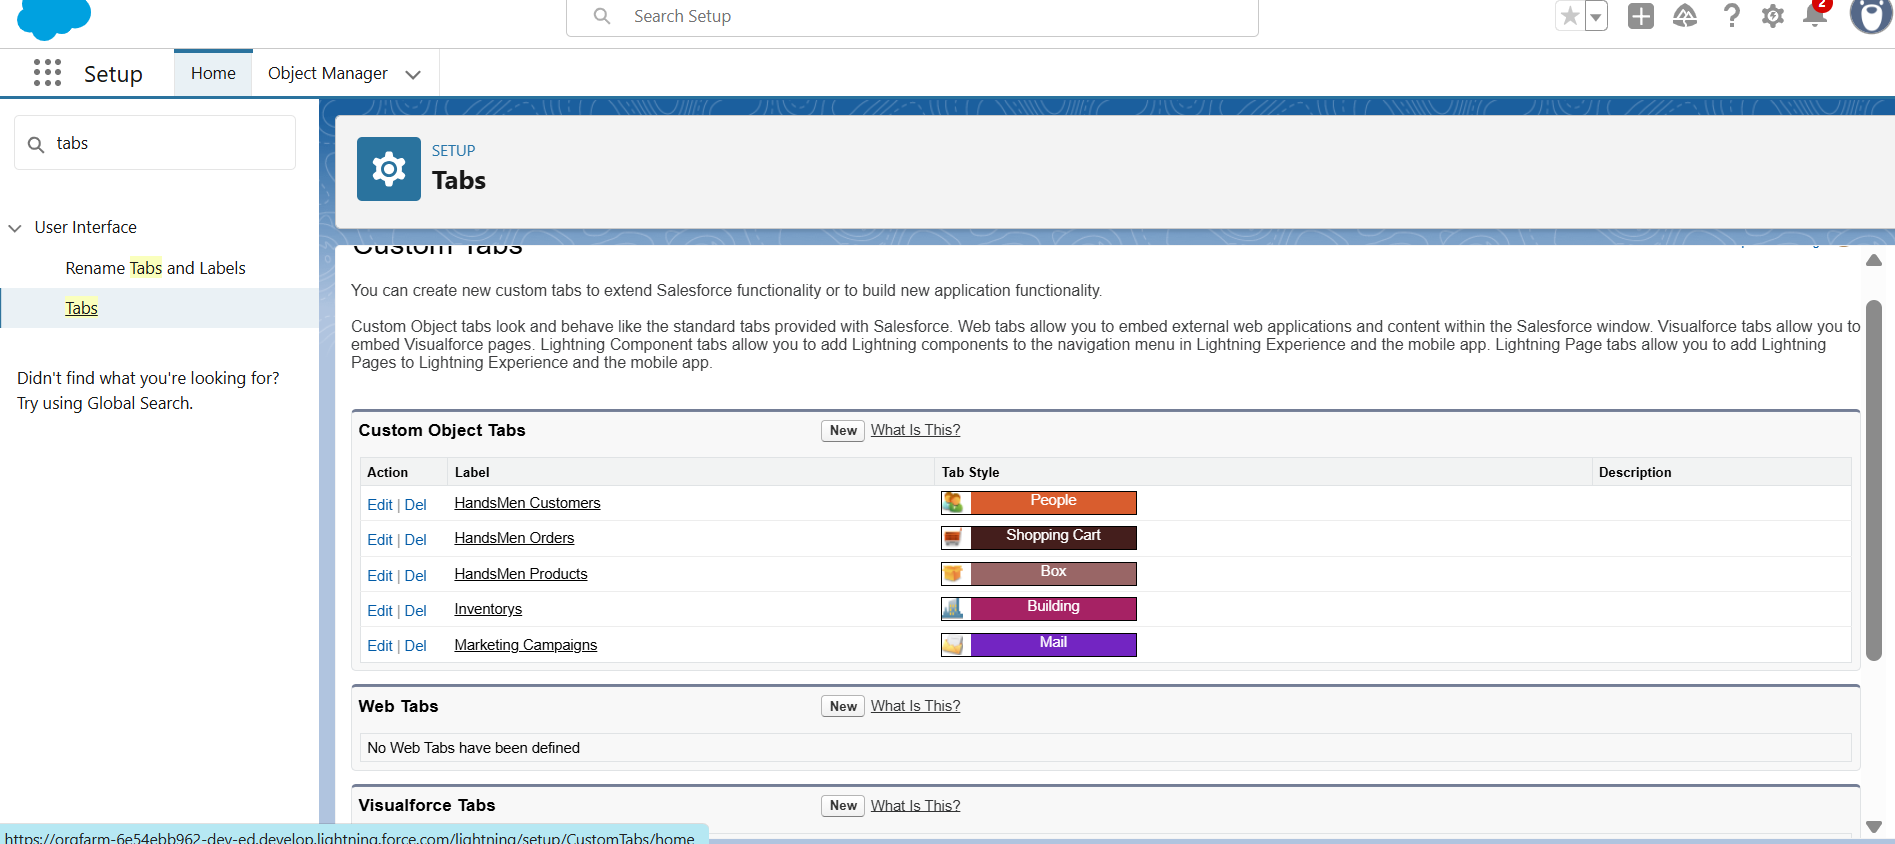 Search Setup
2
Setup
Home
Object Manager
tabs
SETUP
Tabs
User Interface
Rename Tabs and Labels
Tabs
Didn't find what you're looking for?
Try using Global Search.
Custom Tabs
You can create new custom tabs to extend Salesforce functionality or to build new application functionality.
Custom Object tabs look and behave like the standard tabs provided with Salesforce. Web tabs allow you to embed external web applications and content within the Salesforce window. Visualforce tabs allow you to
embed Visualforce pages. Lightning Component tabs allow you to add Lightning components to the navigation menu in Lightning Experience and the mobile app. Lightning Page tabs allow you to add Lightning
Pages to Lightning Experience and the mobile app.
Custom Object Tabs New What Is This?
Action Label Tab Style Description
Edit | Del HandsMen Customers People
Edit | Del HandsMen Orders Shopping Cart
Edit | Del HandsMen Products Box
Edit | Del Inventorys Building
Edit | Del Marketing Campaigns Mail
Web Tabs New What Is This?
No Web Tabs have been defined
Visualforce Tabs New What Is This?
https://orgfarm-6e54ebb962-dev-ed.develop.lightning.force.com/lightning/setup/CustomTabs/home